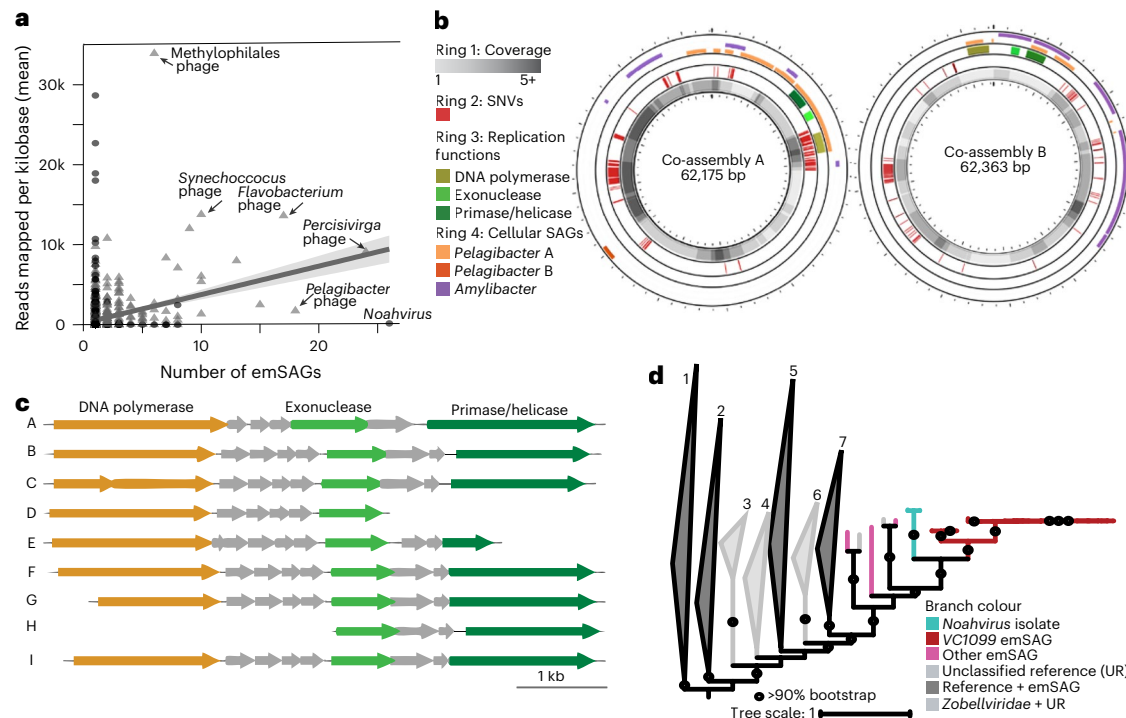 a
Reads mapped per kilobase (mean)
30k
20k
10k
0
0
10
20
Number of emSAGs
Methylophilales
phage
Synechoccocus
phage
Flavobacterium
phage
Percisivirga
phage
Pelagibacter
phage
Noahvirus
b
Ring 1: Coverage
1
5+
Ring 2: SNVs
Ring 3: Replication
functions
DNA polymerase
Exonuclease
Primase/helicase
Ring 4: Cellular SAGs
Pelagibacter A
Pelagibacter B
Amylibacter
Co-assembly A
62,175 bp
Co-assembly B
62,363 bp
c
DNA polymerase
Exonuclease
Primase/helicase
A
B
C
D
E
F
G
H
I
1 kb
d
1
2
3
4
5
6
7
Branch colour
Noahvirus isolate
VC1099 emSAG
Other emSAG
Unclassified reference (UR)
Reference + emSAG
Zobellviridae + UR
>90% bootstrap
Tree scale: 1